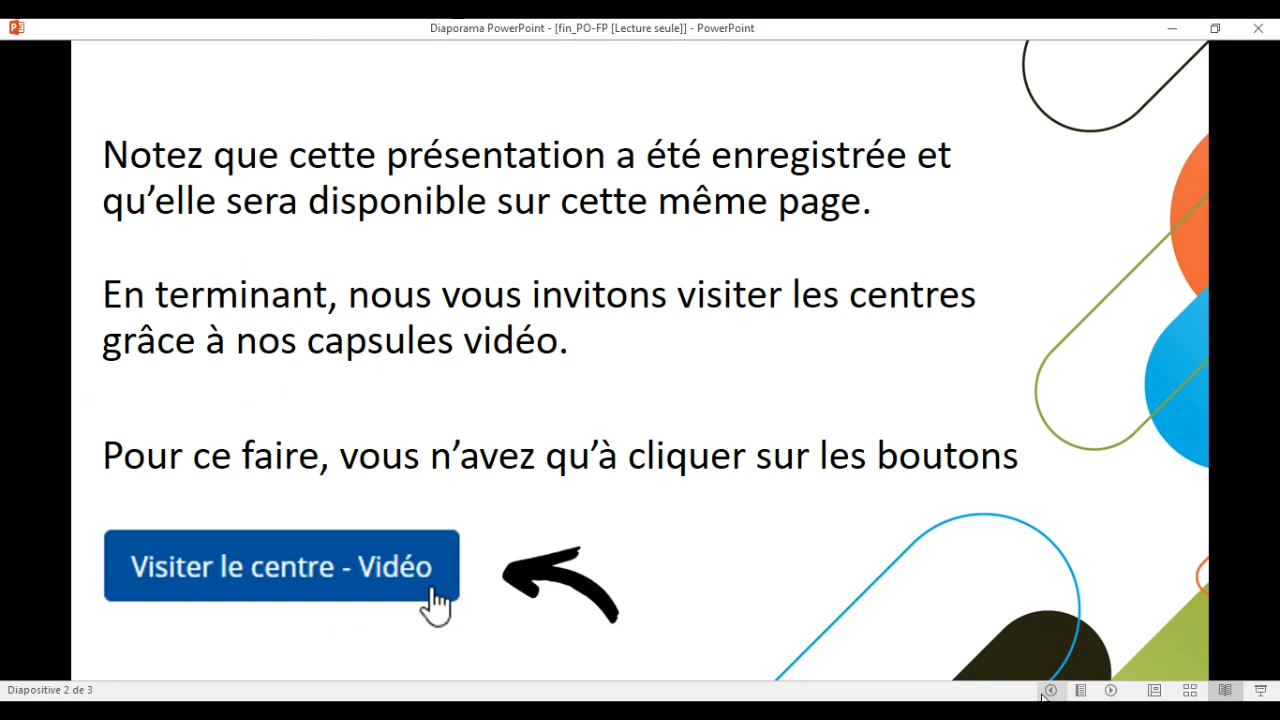 Diaporama PowerPoint - [fin_PO-FP [Lecture seule]] - PowerPoint
Notez que cette présentation a été enregistrée et
qu’elle sera disponible sur cette même page.
En terminant, nous vous invitons visiter les centres
grâce à nos capsules vidéo.
Pour ce faire, vous n’avez qu’à cliquer sur les boutons
Visiter le centre - Vidéo
Diapositive 2 de 3